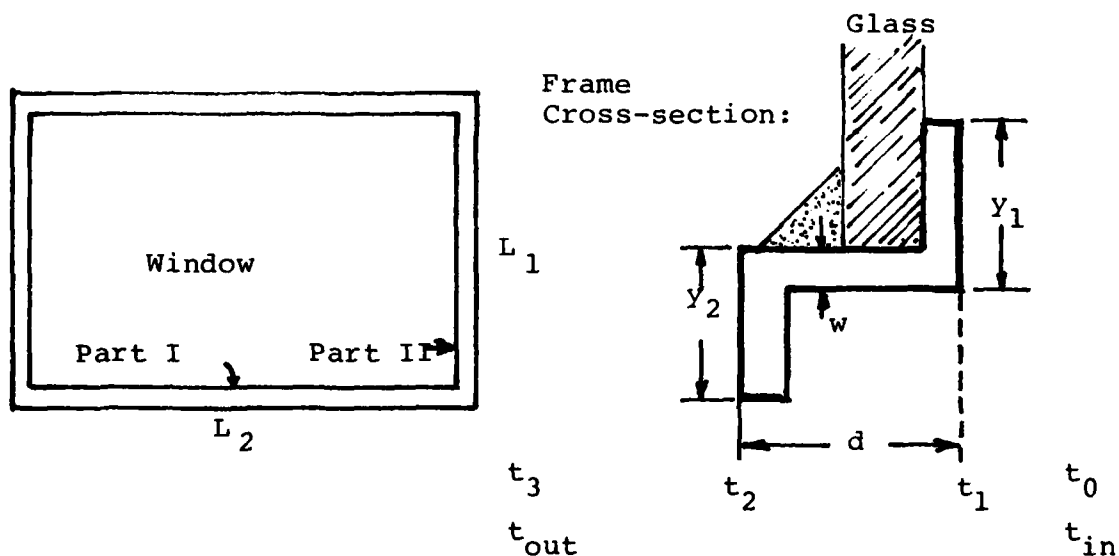 Glass
Frame
Cross-section:
Window
L1
y1
y2
w
Part I
Part II
L2
d
t3
t2
t1
t0
tout
tin